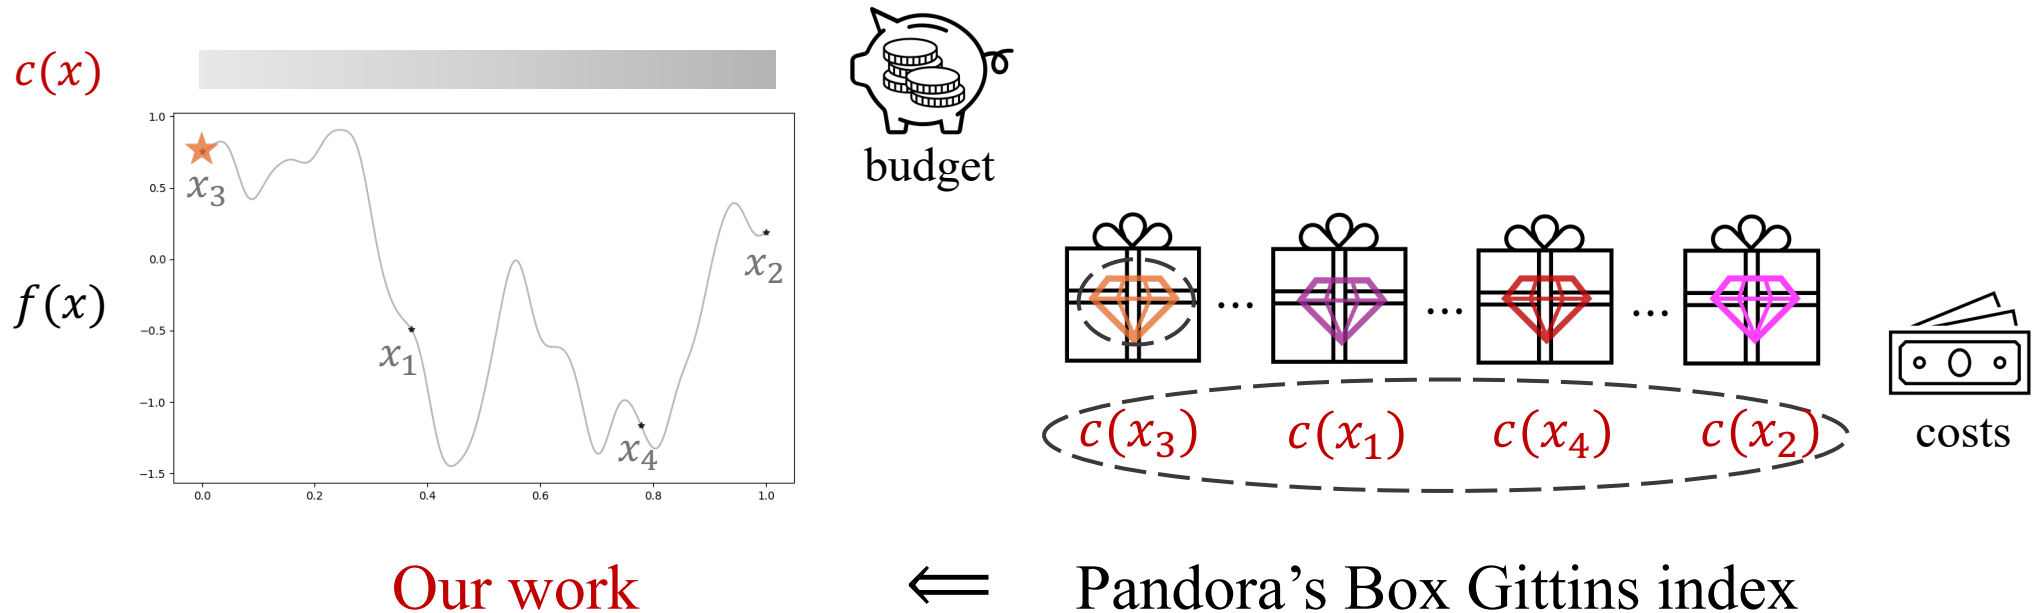 c(x)
budget
1.0
0.5
0.0
−0.5
−1.0
−1.5
0.0 0.2 0.4 0.6 0.8 1.0
f(x)
x₃
x₁
x₂
x₄
... ... ...
c(x₃) c(x₁) c(x₄) c(x₂)
costs
Our work ⇐ Pandora’s Box Gittins index